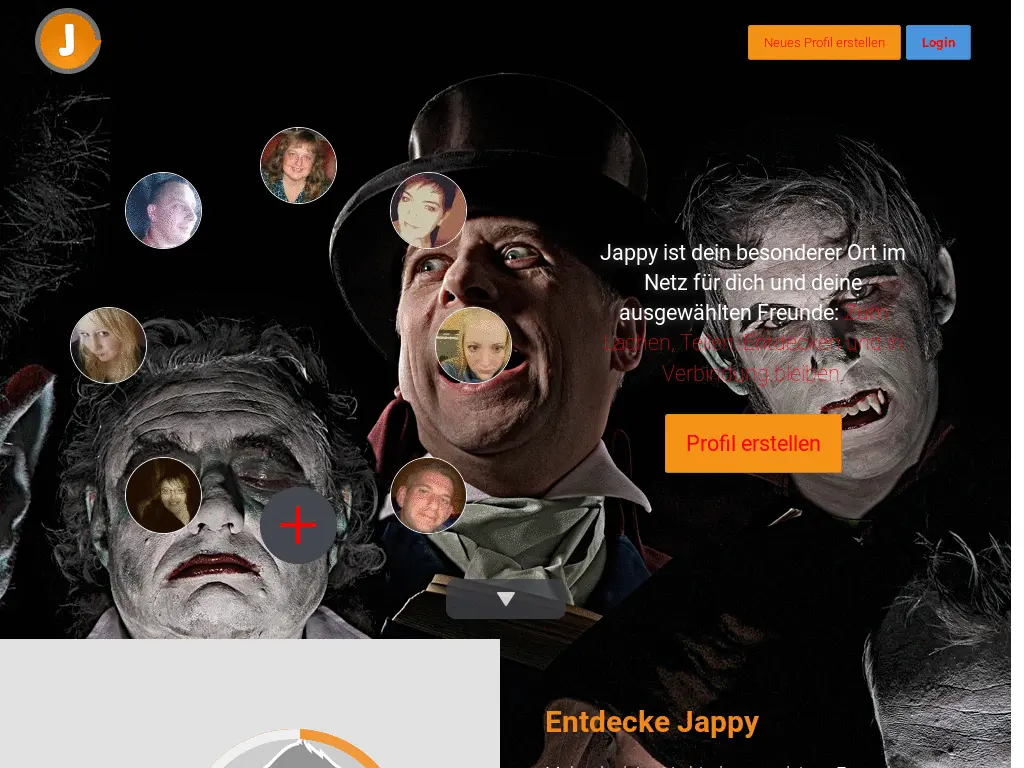 J
Neues Profil erstellen
Login
Jappy ist dein besonderer Ort im
Netz für dich und deine
ausgewählten Freunde: Zum
Lachen, Teilen, Entdecken und in
Verbindung bleiben.
Profil erstellen
Entdecke Jappy